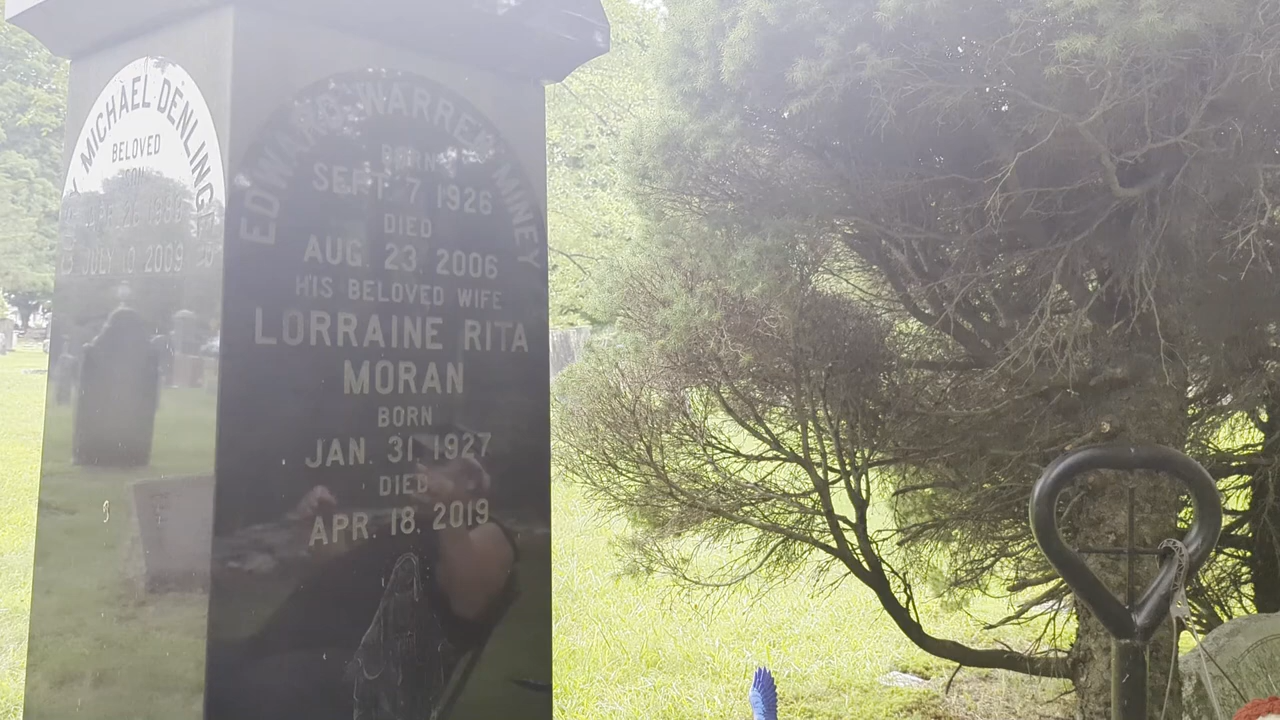 MICHAEL DENLINGER
BELOVED
SON
JULY 10 2009
EDWARD WARREN MINEY
BORN
SEPT. 7 1926
DIED
AUG. 23, 2006
HIS BELOVED WIFE
LORRAINE RITA
MORAN
BORN
JAN. 31, 1927
DIED
APR. 18, 2019